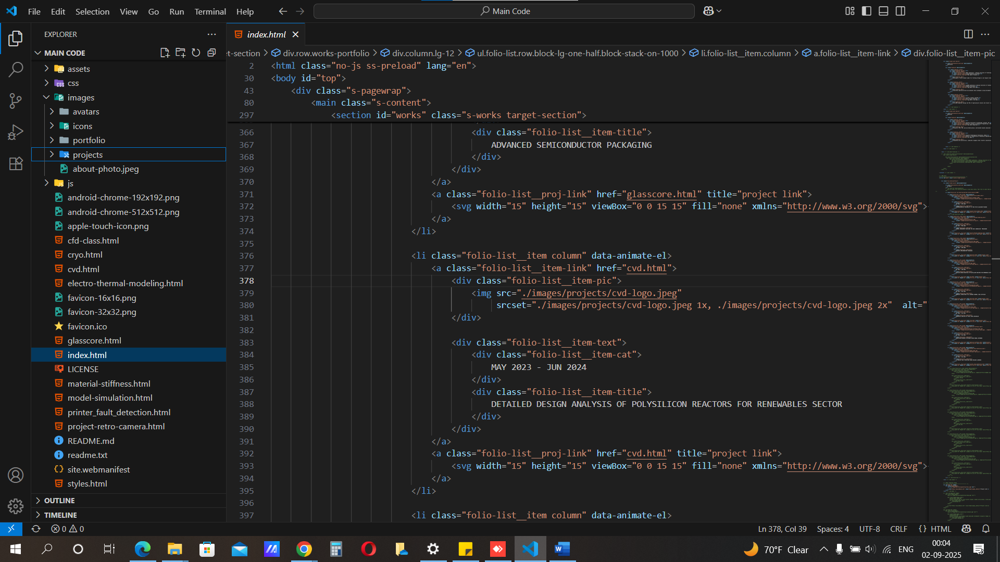 File Edit Selection View Go Run Terminal Help
Main Code
EXPLORER
index.html
MAIN CODE
et-section > div.row.works-portfolio > div.column.lg-12 > ul.folio-list.row.block-lg-one-half.block-stack-on-1000 > li.folio-list__item.column > a.folio-list__item-link > div.folio-list__item-pic
assets
css
images
avatars
icons
portfolio
projects
about-photo.jpeg
js
android-chrome-192x192.png
android-chrome-512x512.png
apple-touch-icon.png
cfd-class.html
cryo.html
cvd.html
electro-thermal-modeling.html
favicon-16x16.png
favicon-32x32.png
favicon.ico
glasscore.html
index.html
LICENSE
material-stiffness.html
model-simulation.html
printer_fault_detection.html
project-retro-camera.html
README.md
readme.txt
site.webmanifest
styles.html
OUTLINE
TIMELINE
2 <html class="no-js ss-preload" lang="en">
30 <body id="top">
43 <div class="s-pagewrap">
80 <main class="s-content">
297 <section id="works" class="s-works target-section">
366 <div class="folio-list__item-title">
367 ADVANCED SEMICONDUCTOR PACKAGING
368 </div>
369 </div>
370 </a>
371 <a class="folio-list__proj-link" href="glasscore.html" title="project link">
372 <svg width="15" height="15" viewBox="0 0 15 15" fill="none" xmlns="http://www.w3.org/2000/svg">
373 </a>
374 </li>
375
376 <li class="folio-list__item column" data-animate-el>
377 <a class="folio-list__item-link" href="cvd.html">
378 <div class="folio-list__item-pic">
379 <img src="./images/projects/cvd-logo.jpeg"
380 srcset="./images/projects/cvd-logo.jpeg 1x, ./images/projects/cvd-logo.jpeg 2x" alt="
381 </div>
382
383 <div class="folio-list__item-text">
384 <div class="folio-list__item-cat">
385 MAY 2023 - JUN 2024
386 </div>
387 <div class="folio-list__item-title">
388 DETAILED DESIGN ANALYSIS OF POLYSILICON REACTORS FOR RENEWABLES SECTOR
389 </div>
390 </div>
391 </a>
392 <a class="folio-list__proj-link" href="cvd.html" title="project link">
393 <svg width="15" height="15" viewBox="0 0 15 15" fill="none" xmlns="http://www.w3.org/2000/svg">
394 </a>
395 </li>
396
397 <li class="folio-list__item column" data-animate-el>
0 0
Ln 378, Col 39 Spaces: 4 UTF-8 CRLF {} HTML
70°F Clear
ENG
00:04
02-09-2025